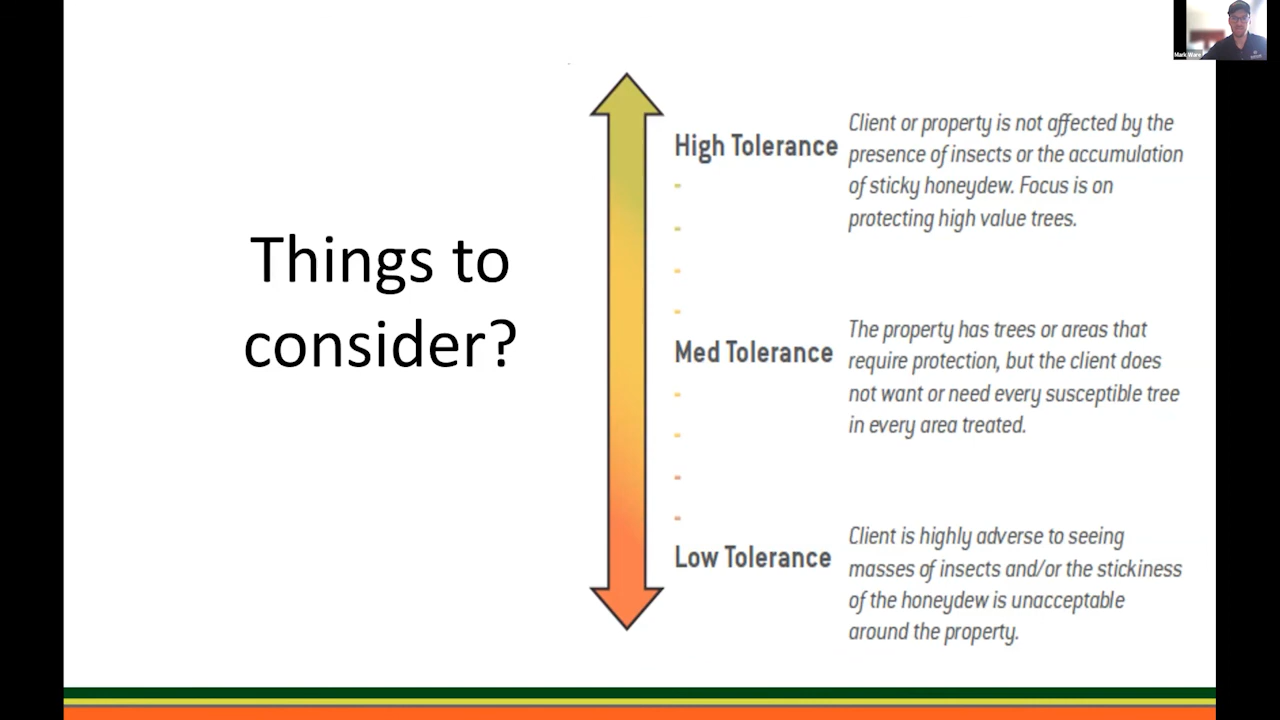 Mark Ware
Things to
consider?
High Tolerance
Client or property is not affected by the
presence of insects or the accumulation
of sticky honeydew. Focus is on
protecting high value trees.
Med Tolerance
The property has trees or areas that
require protection, but the client does
not want or need every susceptible tree
in every area treated.
Low Tolerance
Client is highly adverse to seeing
masses of insects and/or the stickiness
of the honeydew is unacceptable
around the property.